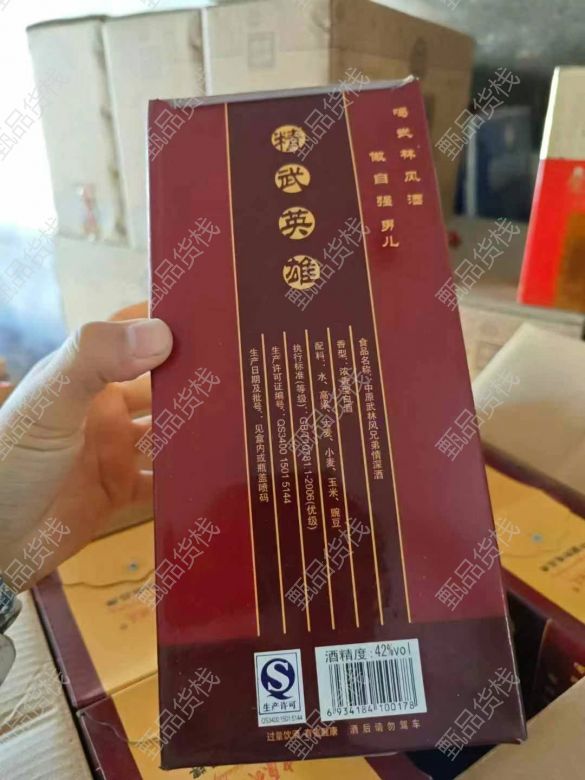 喝武林风酒
做自强男儿
精武英雄
食品名称:中原武林风兄弟情深酒
香型:浓香型白酒
配料:水、高粱、大麦、小麦、玉米、豌豆
执行标准(等级):GB/T20781.1-2006(优级)
生产许可证编号:QS3400 1501 5144
生产日期及批号:见盒内或瓶盖喷码
酒精度:42%vol
6 934184 100178
生产许可
QS3400 1501 5144
过量饮酒 有害健康 酒后请勿驾车
甄品货栈